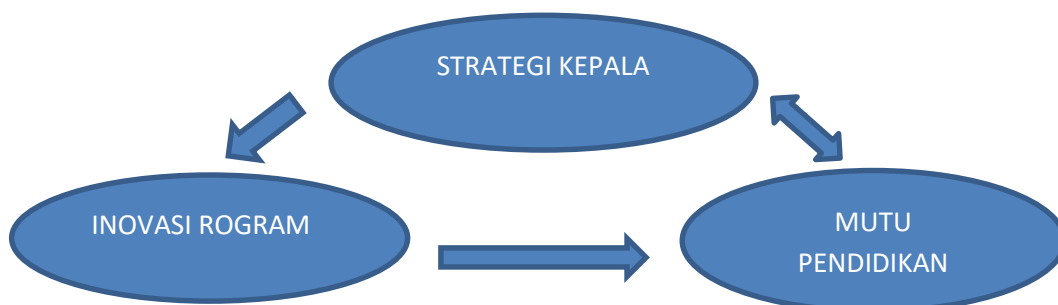 STRATEGI KEPALA
INOVASI ROGRAM
MUTU
PENDIDIKAN